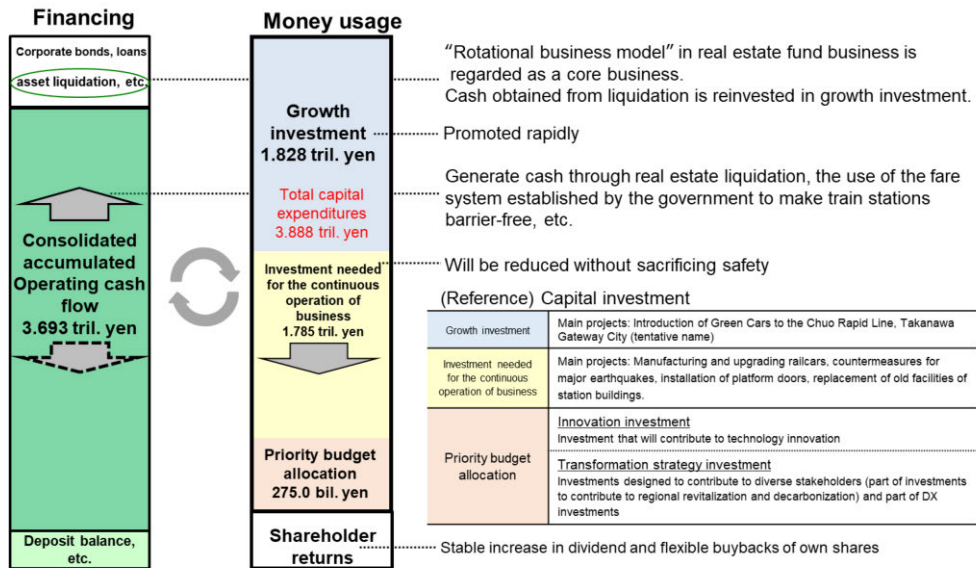 Financing
Money usage
Corporate bonds, loans,
asset liquidation, etc.
Consolidated
accumulated
Operating cash
flow
3.693 tril. yen
Deposit balance,
etc.
Growth
investment
1.828 tril. yen
Total capital
expenditures
3.888 tril. yen
Investment needed
for the continuous
operation of
business
1.785 tril. yen
Priority budget
allocation
275.0 bil. yen
Shareholder
returns
“Rotational business model” in real estate fund business is
regarded as a core business.
Cash obtained from liquidation is reinvested in growth investment.
Promoted rapidly
Generate cash through real estate liquidation, the use of the fare
system established by the government to make train stations
barrier-free, etc.
Will be reduced without sacrificing safety
(Reference) Capital investment
Growth investment
Main projects: Introduction of Green Cars to the Chuo Rapid Line, Takanawa
Gateway City (tentative name)
Investment needed
for the continuous
operation of business
Main projects: Manufacturing and upgrading railcars, countermeasures for
major earthquakes, installation of platform doors, replacement of old facilities of
station buildings.
Priority budget
allocation
Innovation investment
Investment that will contribute to technology innovation
Transformation strategy investment
Investments designed to contribute to diverse stakeholders (part of investments
to contribute to regional revitalization and decarbonization) and part of DX
investments
Stable increase in dividend and flexible buybacks of own shares